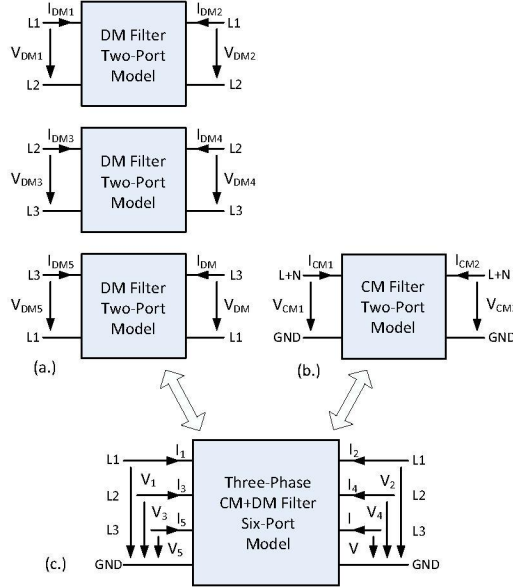 I_DM1 I_DM2
L1 DM Filter L1
V_DM1 Two-Port V_DM2
Model
L2 L2
I_DM3 I_DM4
L2 DM Filter L2
V_DM3 Two-Port V_DM4
Model
L3 L3
I_DM5 I_DM
L3 DM Filter L3
V_DM5 Two-Port V_DM
Model
L1 L1
(a.)
I_CM1 I_CM2
L+N CM Filter L+N
V_CM1 Two-Port V_CM
Model
GND GND
(b.)
I_1 I_2
L1 L1
V_1 I_3 Three-Phase I_4 V_2
L2 CM+DM Filter L2
V_3 I_5 Six-Port I V_4
L3 Model L3
V_5 V
(c.) GND GND